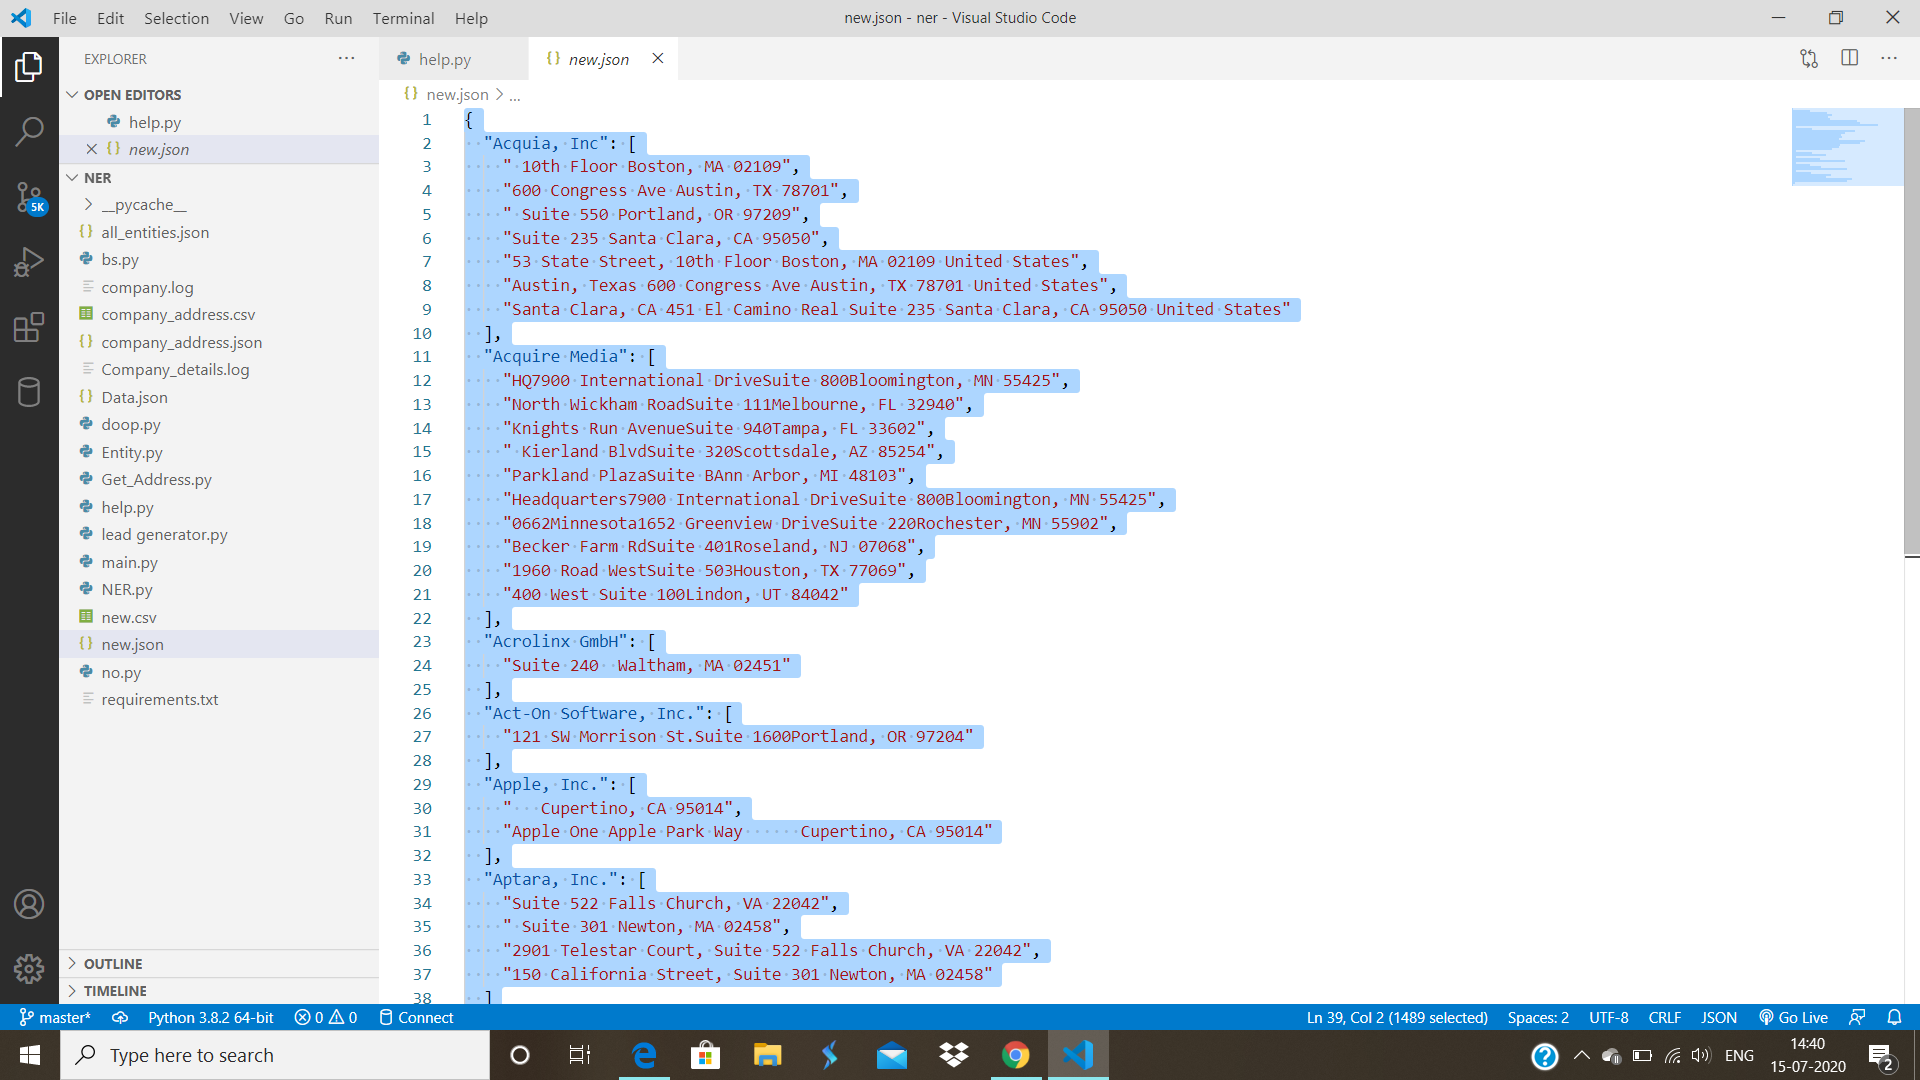 File Edit Selection View Go Run Terminal Help
new.json - ner - Visual Studio Code
EXPLORER
OPEN EDITORS
help.py
new.json
NER
__pycache__
all_entities.json
bs.py
company.log
company_address.csv
company_address.json
Company_details.log
Data.json
doop.py
Entity.py
Get_Address.py
help.py
lead generator.py
main.py
NER.py
new.csv
new.json
no.py
requirements.txt
OUTLINE
TIMELINE
5K
help.py
new.json
new.json > ...
1 {
2 "Acquia, Inc": [
3 " 10th Floor Boston, MA 02109",
4 "600 Congress Ave Austin, TX 78701",
5 " Suite 550 Portland, OR 97209",
6 "Suite 235 Santa Clara, CA 95050",
7 "53 State Street, 10th Floor Boston, MA 02109 United States",
8 "Austin, Texas 600 Congress Ave Austin, TX 78701 United States",
9 "Santa Clara, CA 451 El Camino Real Suite 235 Santa Clara, CA 95050 United States"
10 ],
11 "Acquire Media": [
12 "HQ7900 International DriveSuite 800Bloomington, MN 55425",
13 "North Wickham RoadSuite 111Melbourne, FL 32940",
14 "Knights Run AvenueSuite 940Tampa, FL 33602",
15 " Kierland BlvdSuite 320Scottsdale, AZ 85254",
16 "Parkland PlazaSuite BAnn Arbor, MI 48103",
17 "Headquarters7900 International DriveSuite 800Bloomington, MN 55425",
18 "0662Minnesota1652 Greenview DriveSuite 220Rochester, MN 55902",
19 "Becker Farm RdSuite 401Roseland, NJ 07068",
20 "1960 Road WestSuite 503Houston, TX 77069",
21 "400 West Suite 100Lindon, UT 84042"
22 ],
23 "Acrolinx GmbH": [
24 "Suite 240  Waltham, MA 02451"
25 ],
26 "Act-On Software, Inc.": [
27 "121 SW Morrison St.Suite 1600Portland, OR 97204"
28 ],
29 "Apple, Inc.": [
30 "   Cupertino, CA 95014",
31 "Apple One Apple Park Way      Cupertino, CA 95014"
32 ],
33 "Aptara, Inc.": [
34 "Suite 522 Falls Church, VA 22042",
35 " Suite 301 Newton, MA 02458",
36 "2901 Telestar Court, Suite 522 Falls Church, VA 22042",
37 "150 California Street, Suite 301 Newton, MA 02458"
38 ]
master* Python 3.8.2 64-bit 0 0 Connect
Ln 39, Col 2 (1489 selected) Spaces: 2 UTF-8 CRLF JSON Go Live
Type here to search
ENG
14:40
15-07-2020
2